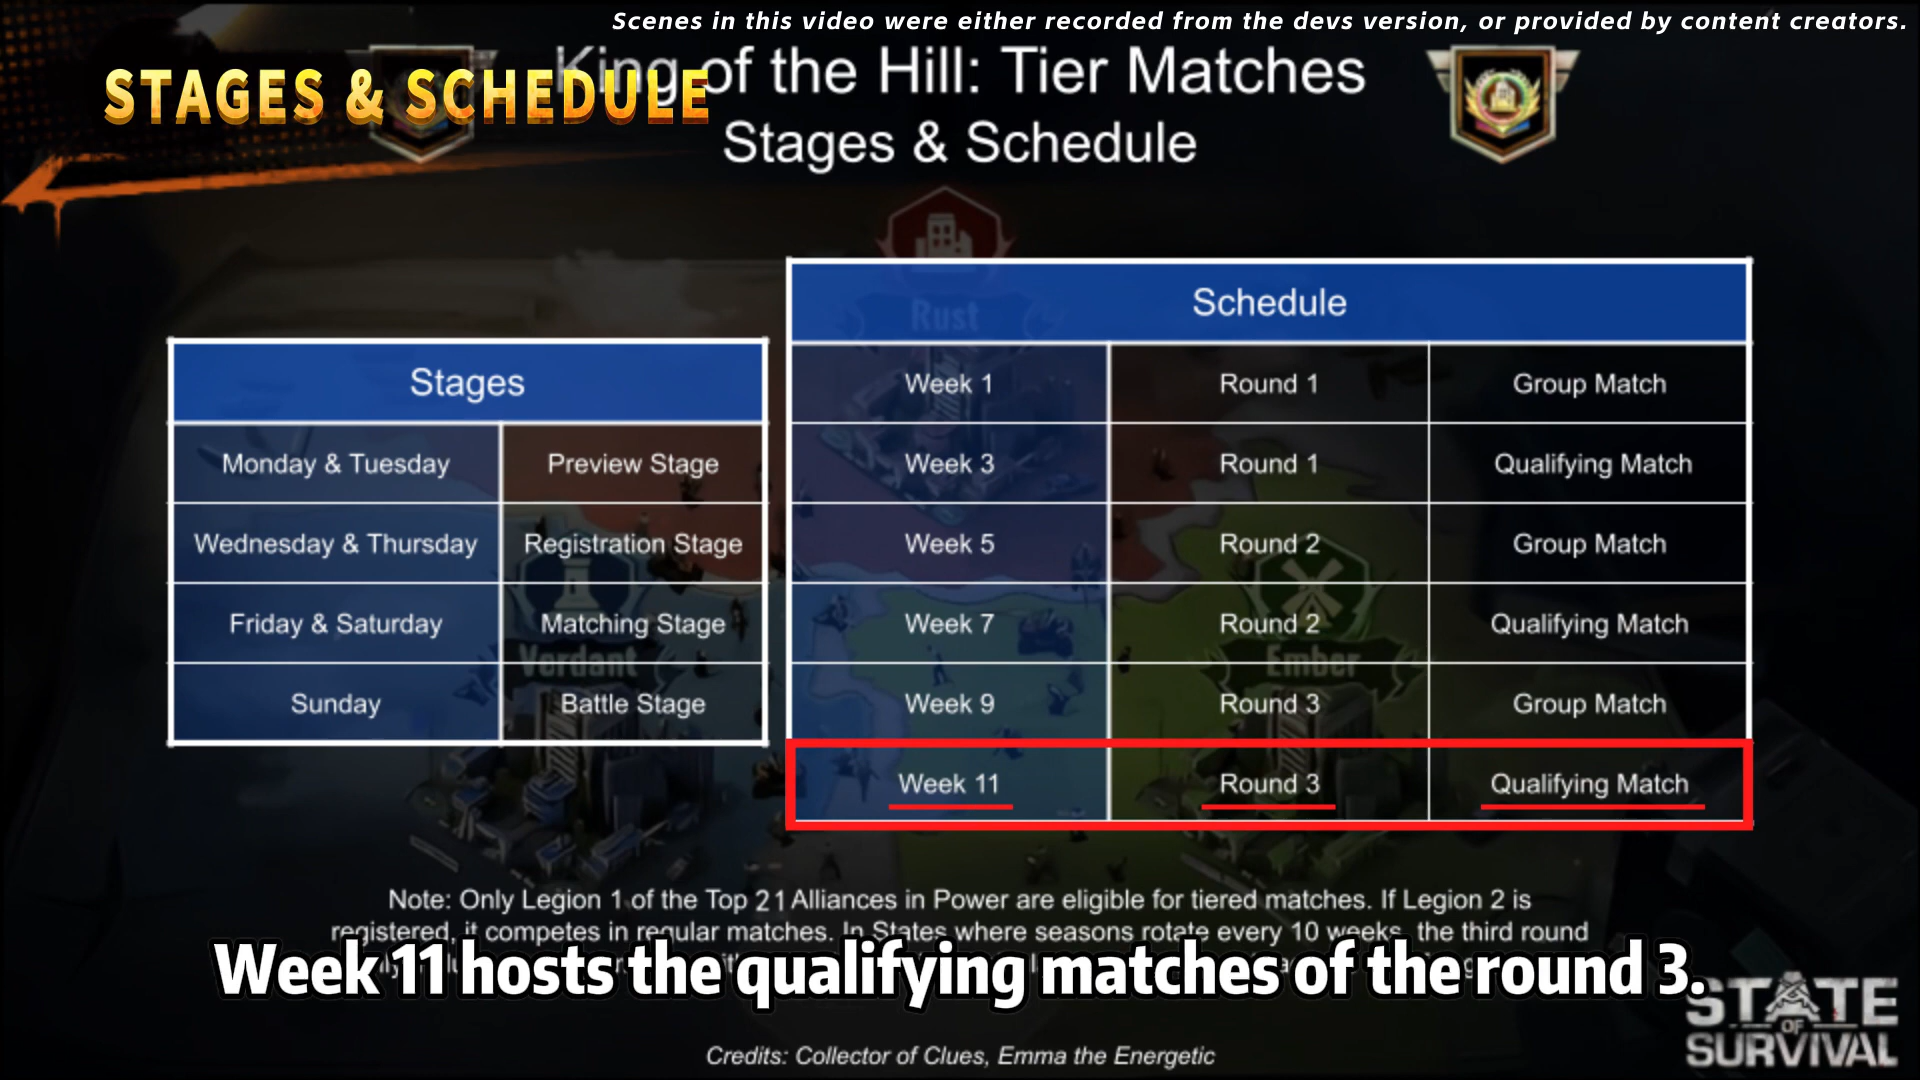 Scenes in this video were either recorded from the devs version, or provided by content creators.
STAGES & SCHEDULE
King of the Hill: Tier Matches
Stages & Schedule
Rust
Schedule
Week 1 Round 1 Group Match
Week 3 Round 1 Qualifying Match
Week 5 Round 2 Group Match
Week 7 Round 2 Qualifying Match
Week 9 Round 3 Group Match
Week 11 Round 3 Qualifying Match
Stages
Monday & Tuesday Preview Stage
Wednesday & Thursday Registration Stage
Friday & Saturday Matching Stage
Sunday Battle Stage
Verdant
Ember
Note: Only Legion 1 of the Top 21 Alliances in Power are eligible for tiered matches. If Legion 2 is
registered, it competes in regular matches. In States where seasons rotate every 10 weeks, the third round
Week 11 hosts the qualifying matches of the round 3.
Credits: Collector of Clues, Emma the Energetic
STATE
OF
SURVIVAL